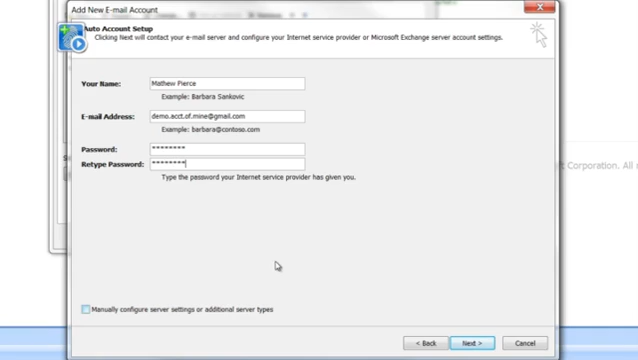 Add New E-mail Account
Auto Account Setup
Clicking Next will contact your e-mail server and configure your Internet service provider or Microsoft Exchange server account settings.
Your Name: Mathew Pierce
Example: Barbara Sankovic
E-mail Address: demo.acct.of.mine@gmail.com
Example: barbara@contoso.com
Password: ********
Retype Password: ********
Type the password your Internet service provider has given you.
t Corporation. All rig
Manually configure server settings or additional server types
< Back Next > Cancel